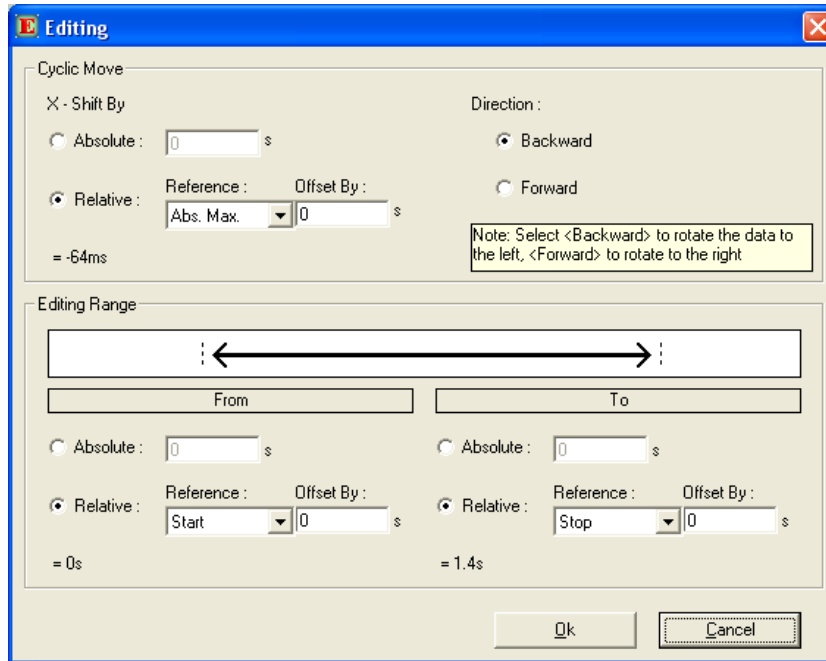 Editing
Cyclic Move
X - Shift By
Direction :
Absolute : 0 s
Backward
Reference : Offset By :
Relative : Abs. Max. 0 s
Forward
= -64ms
Note: Select <Backward> to rotate the data to
the left, <Forward> to rotate to the right
Editing Range
From
To
Absolute : 0 s
Absolute : 0 s
Reference : Offset By :
Relative : Start 0 s
Reference : Offset By :
Relative : Stop 0 s
= 0s
= 1.4s
Ok
Cancel